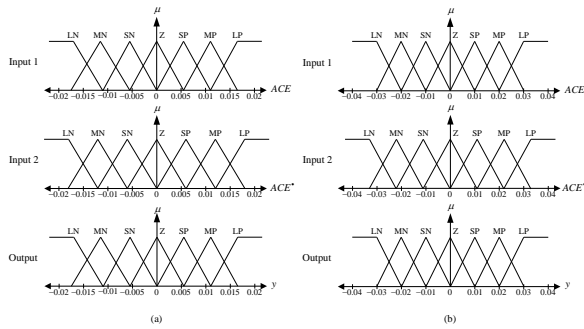 μ
LN MN SN Z SP MP LP
Input 1
−0.02 −0.015 −0.01 −0.005 0 0.005 0.01 0.015 0.02 ACE
μ
LN MN SN Z SP MP LP
Input 2
−0.02 −0.015 −0.01 −0.005 0 0.005 0.01 0.015 0.02 ACE•
μ
LN MN SN Z SP MP LP
Output
−0.02 −0.015 −0.01 −0.005 0 0.005 0.01 0.015 0.02 y
(a)
μ
LN MN SN Z SP MP LP
Input 1
−0.04 −0.03 −0.02 −0.01 0 0.01 0.02 0.03 0.04 ACE
μ
LN MN SN Z SP MP LP
Input 2
−0.04 −0.03 −0.02 −0.01 0 0.01 0.02 0.03 0.04 ACE•
μ
LN MN SN Z SP MP LP
Output
−0.04 −0.03 −0.02 −0.01 0 0.01 0.02 0.03 0.04 y
(b)